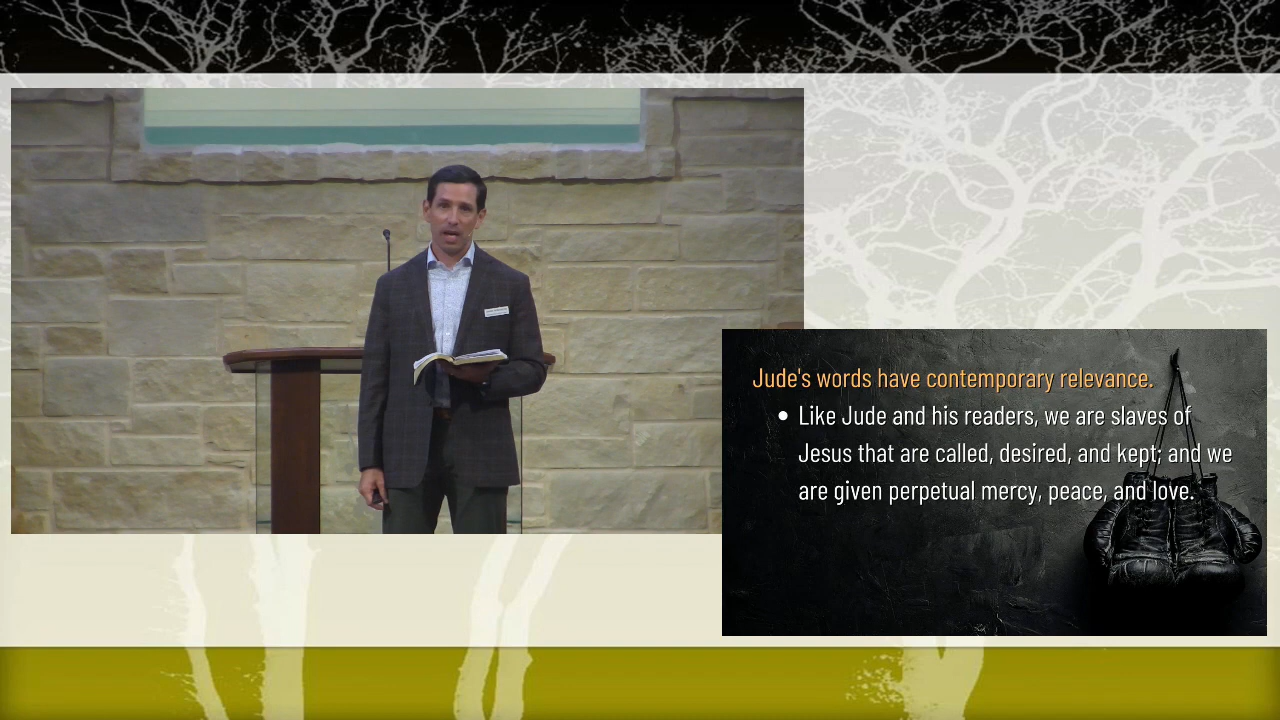 Jude's words have contemporary relevance.
• Like Jude and his readers, we are slaves of
Jesus that are called, desired, and kept; and we
are given perpetual mercy, peace, and love.